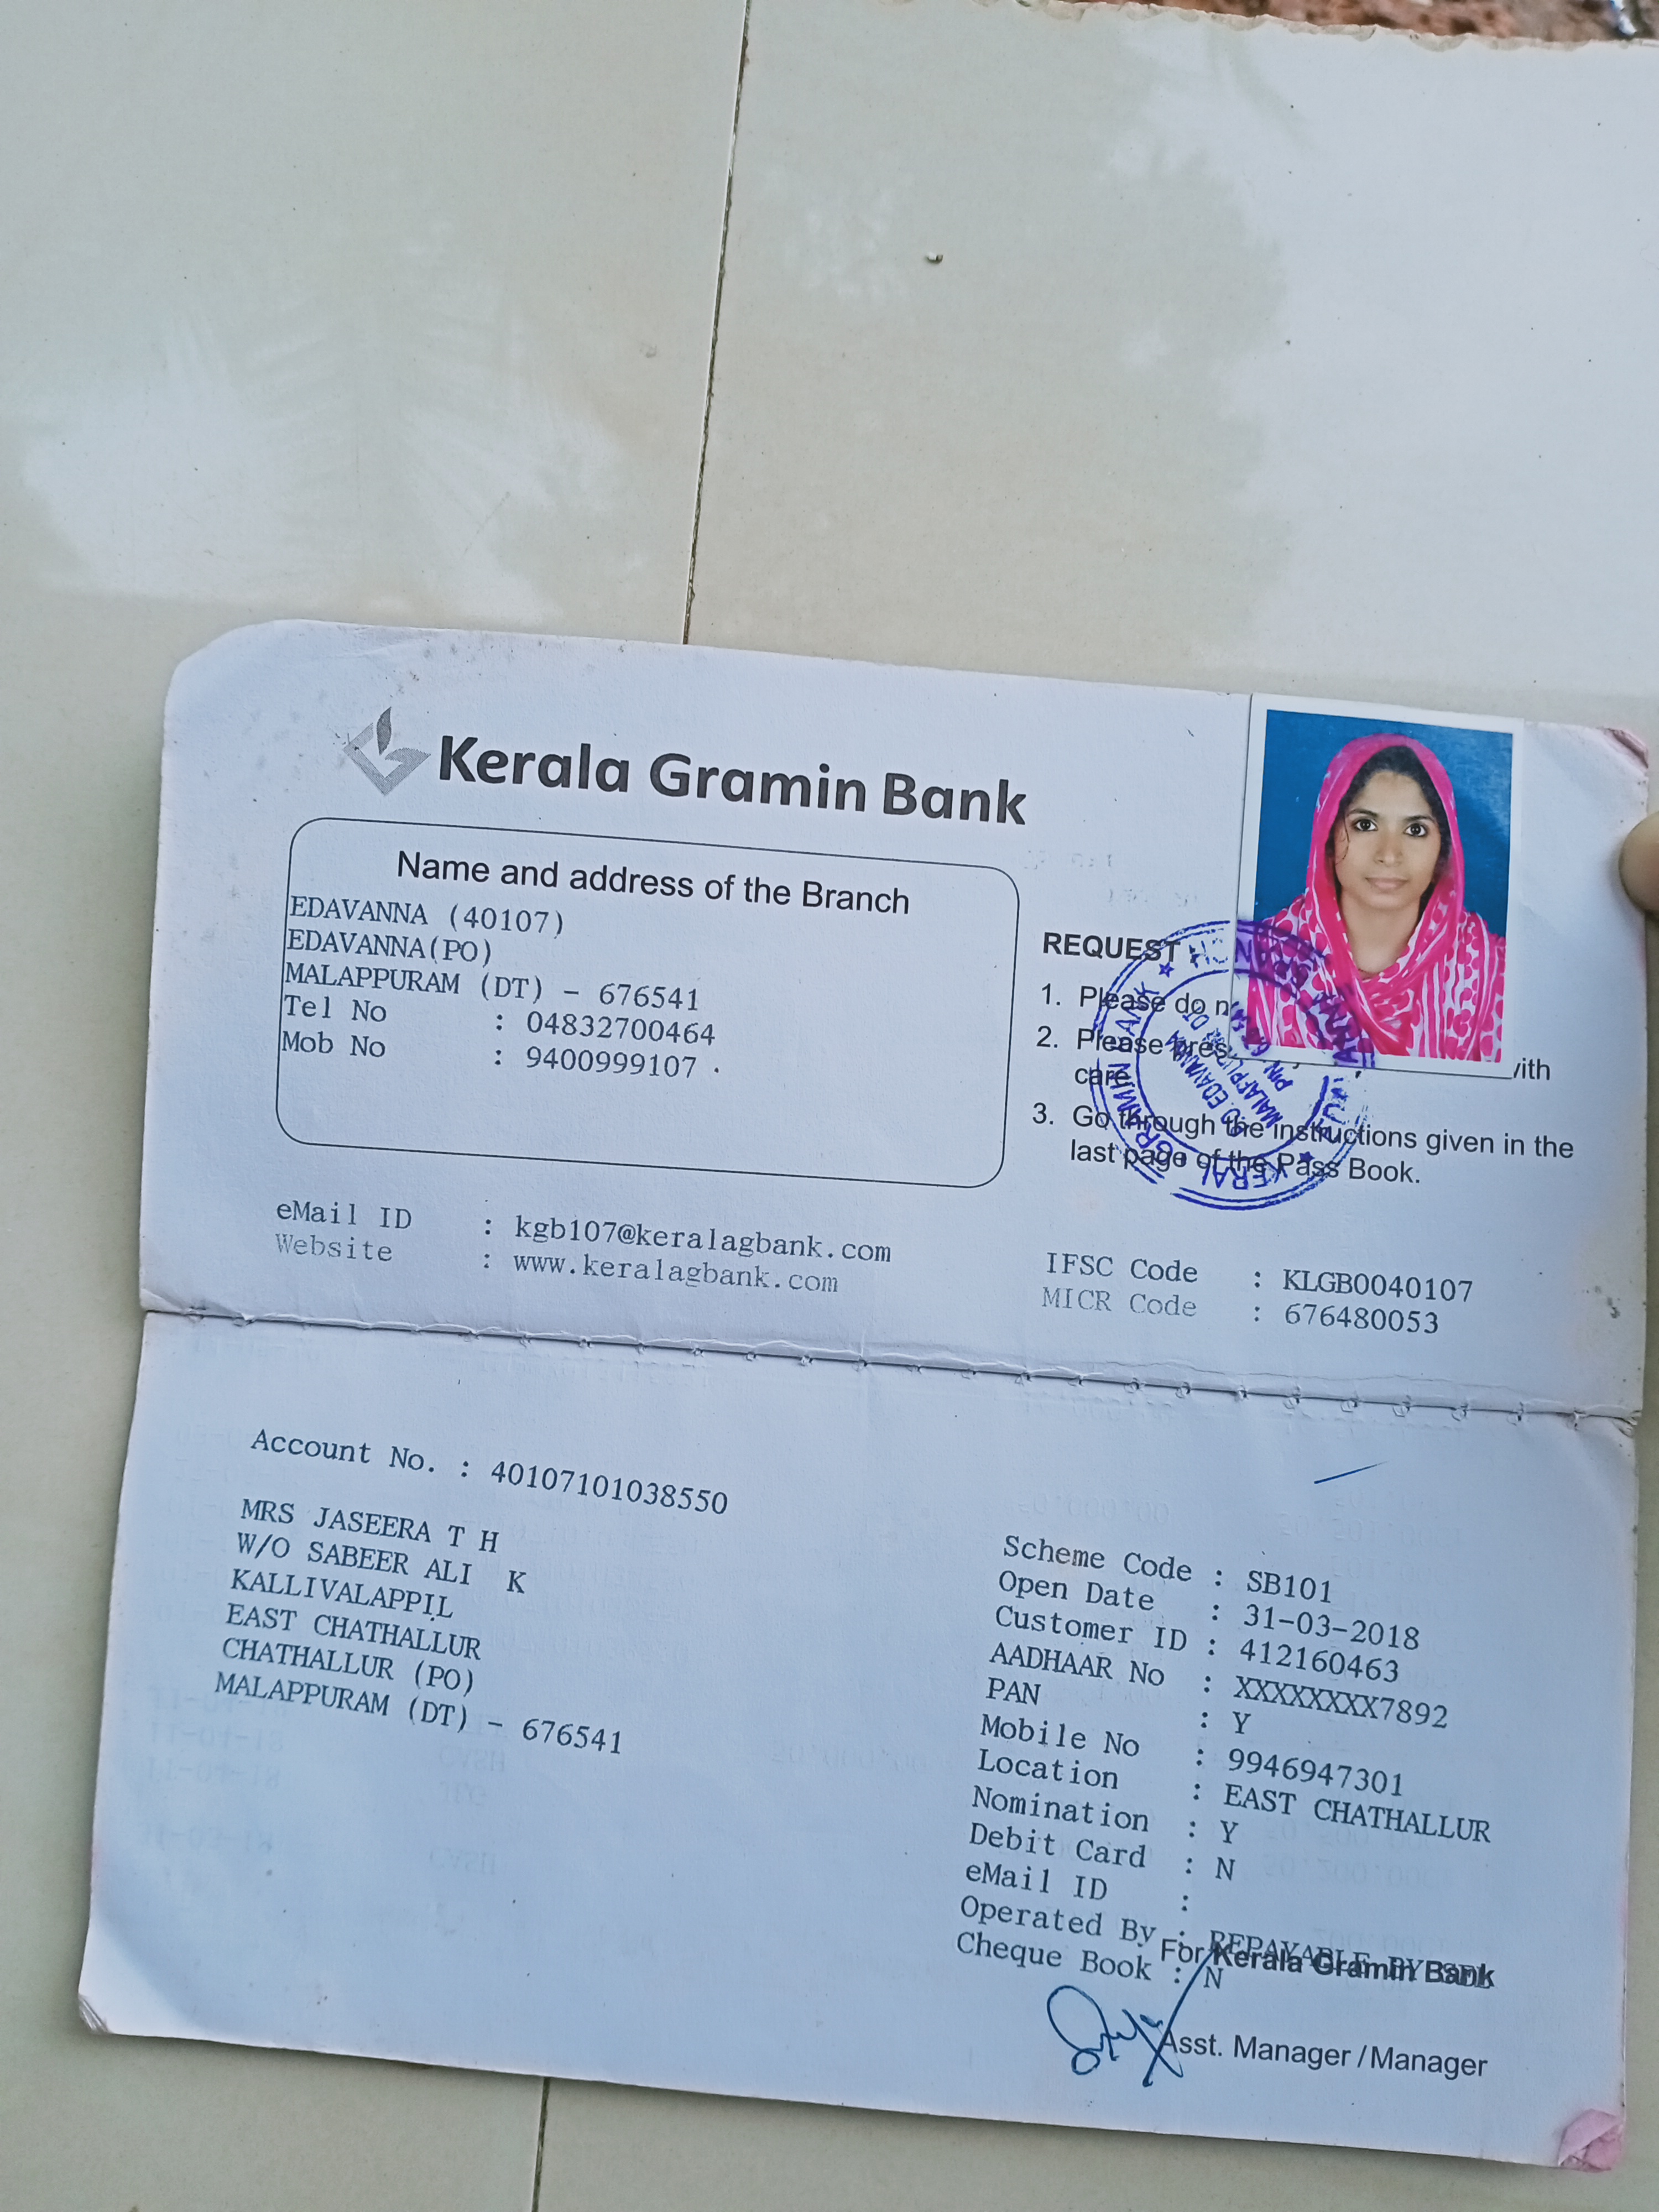 Kerala Gramin Bank
Name and address of the Branch
EDAVANNA (40107)
EDAVANNA(PO)
MALAPPURAM (DT) - 676541
Tel No : 04832700464
Mob No : 9400999107
REQUEST
1. Please do n
2. Please pres with
care
3. Go through the instructions given in the
last page of the Pass Book.
KERALA GRAMIN BANK
PO EDAVANNA
MALAPPURAM DT
PIN
eMail ID : kgb107@keralagbank.com
Website : www.keralagbank.com
IFSC Code : KLGB0040107
MICR Code : 676480053
Account No. : 40107101038550
MRS JASEERA T H
W/O SABEER ALI K
KALLIVALAPPIL
EAST CHATHALLUR
CHATHALLUR (PO)
MALAPPURAM (DT) - 676541
Scheme Code : SB101
Open Date : 31-03-2018
Customer ID : 412160463
AADHAAR No : XXXXXXXX7892
PAN : Y
Mobile No : 9946947301
Location : EAST CHATHALLUR
Nomination : Y
Debit Card : N
eMail ID :
Operated By : REPAYABLE BY SEL
Cheque Book : N
For Kerala Gramin Bank
Asst. Manager / Manager